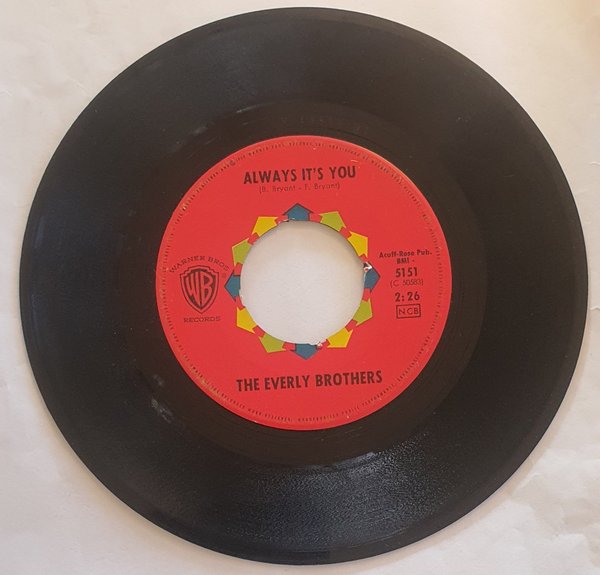 ALWAYS IT'S YOU
(B. Bryant - F. Bryant)
WARNER BROS
WB
RECORDS
Acuff-Rose Pub.
BMI -
5151
(C 50583)
2:26
NCB
THE EVERLY BROTHERS